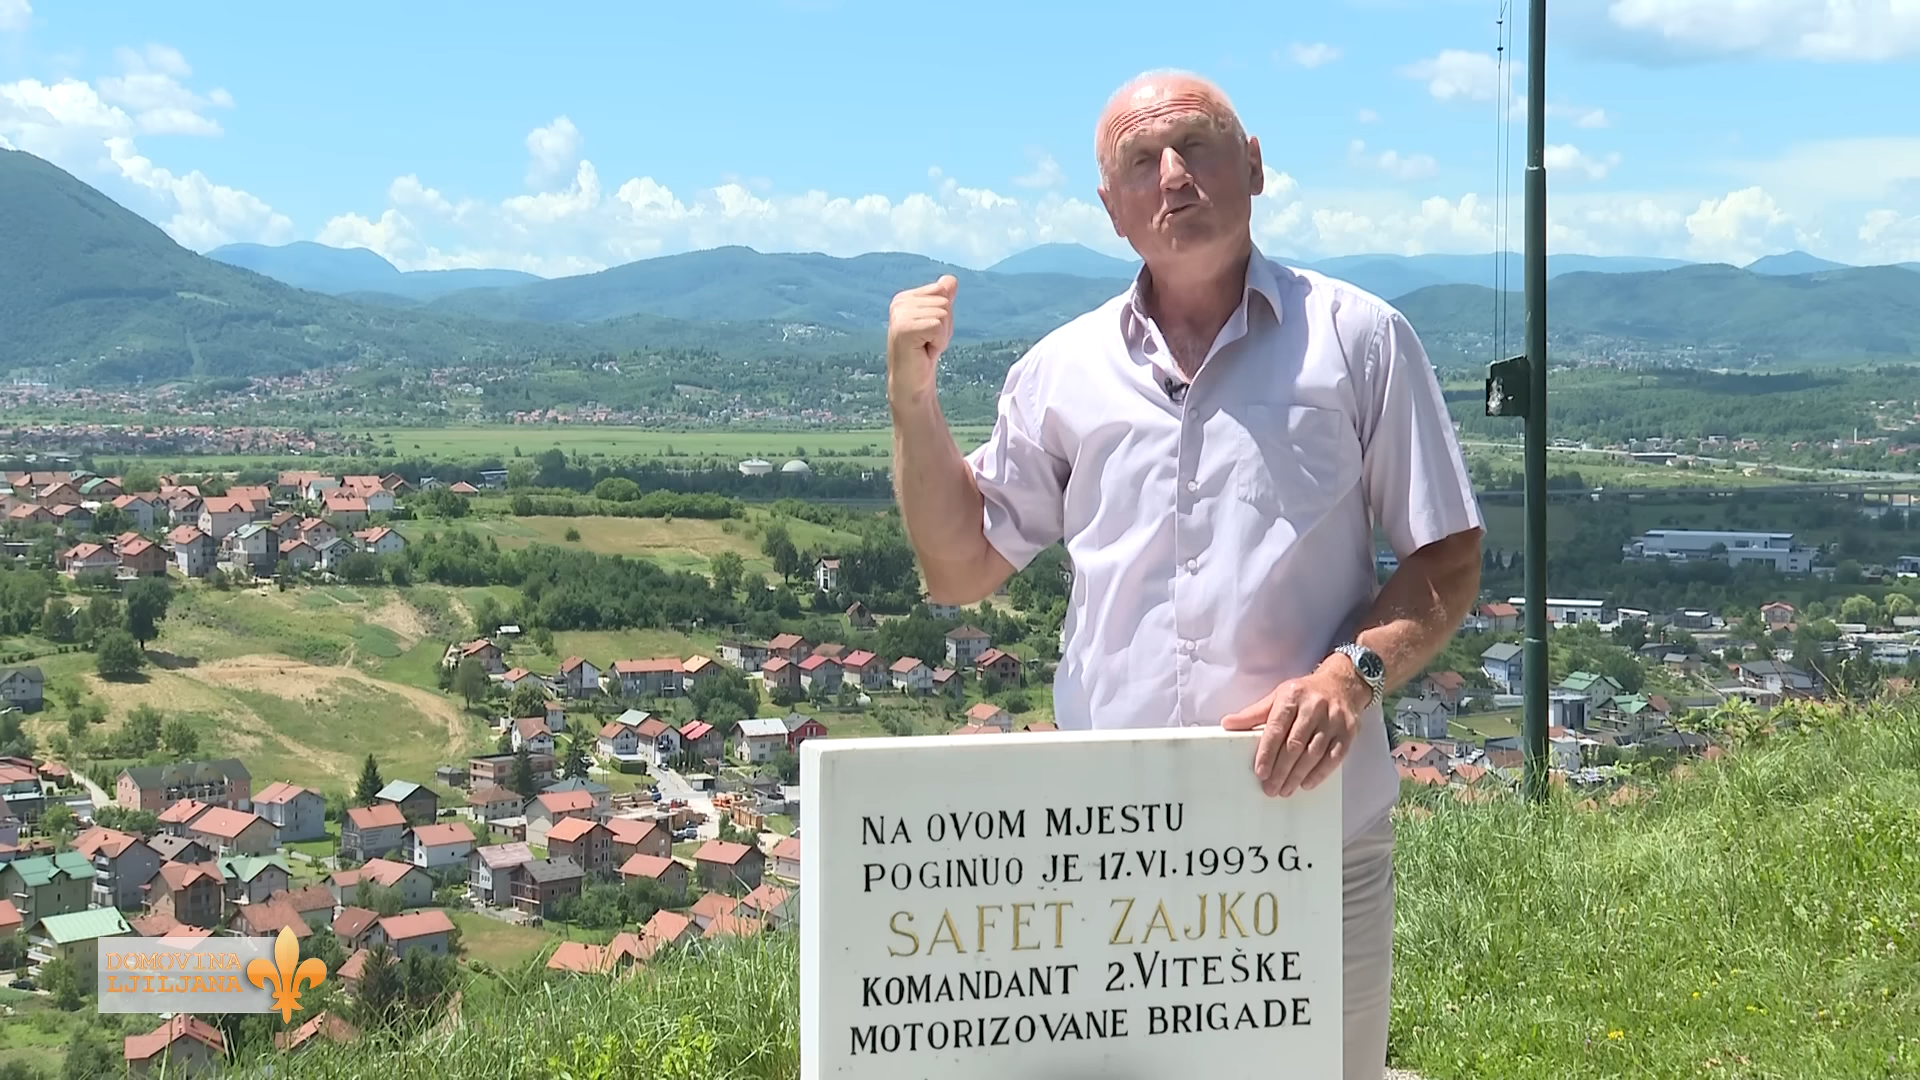 NA OVOM MJESTU
POGINUO JE 17.VI.1993 G.
SAFET ZAJKO
KOMANDANT 2.VITEŠKE
MOTORIZOVANE BRIGADE
DOMOVINA
LJILJANA